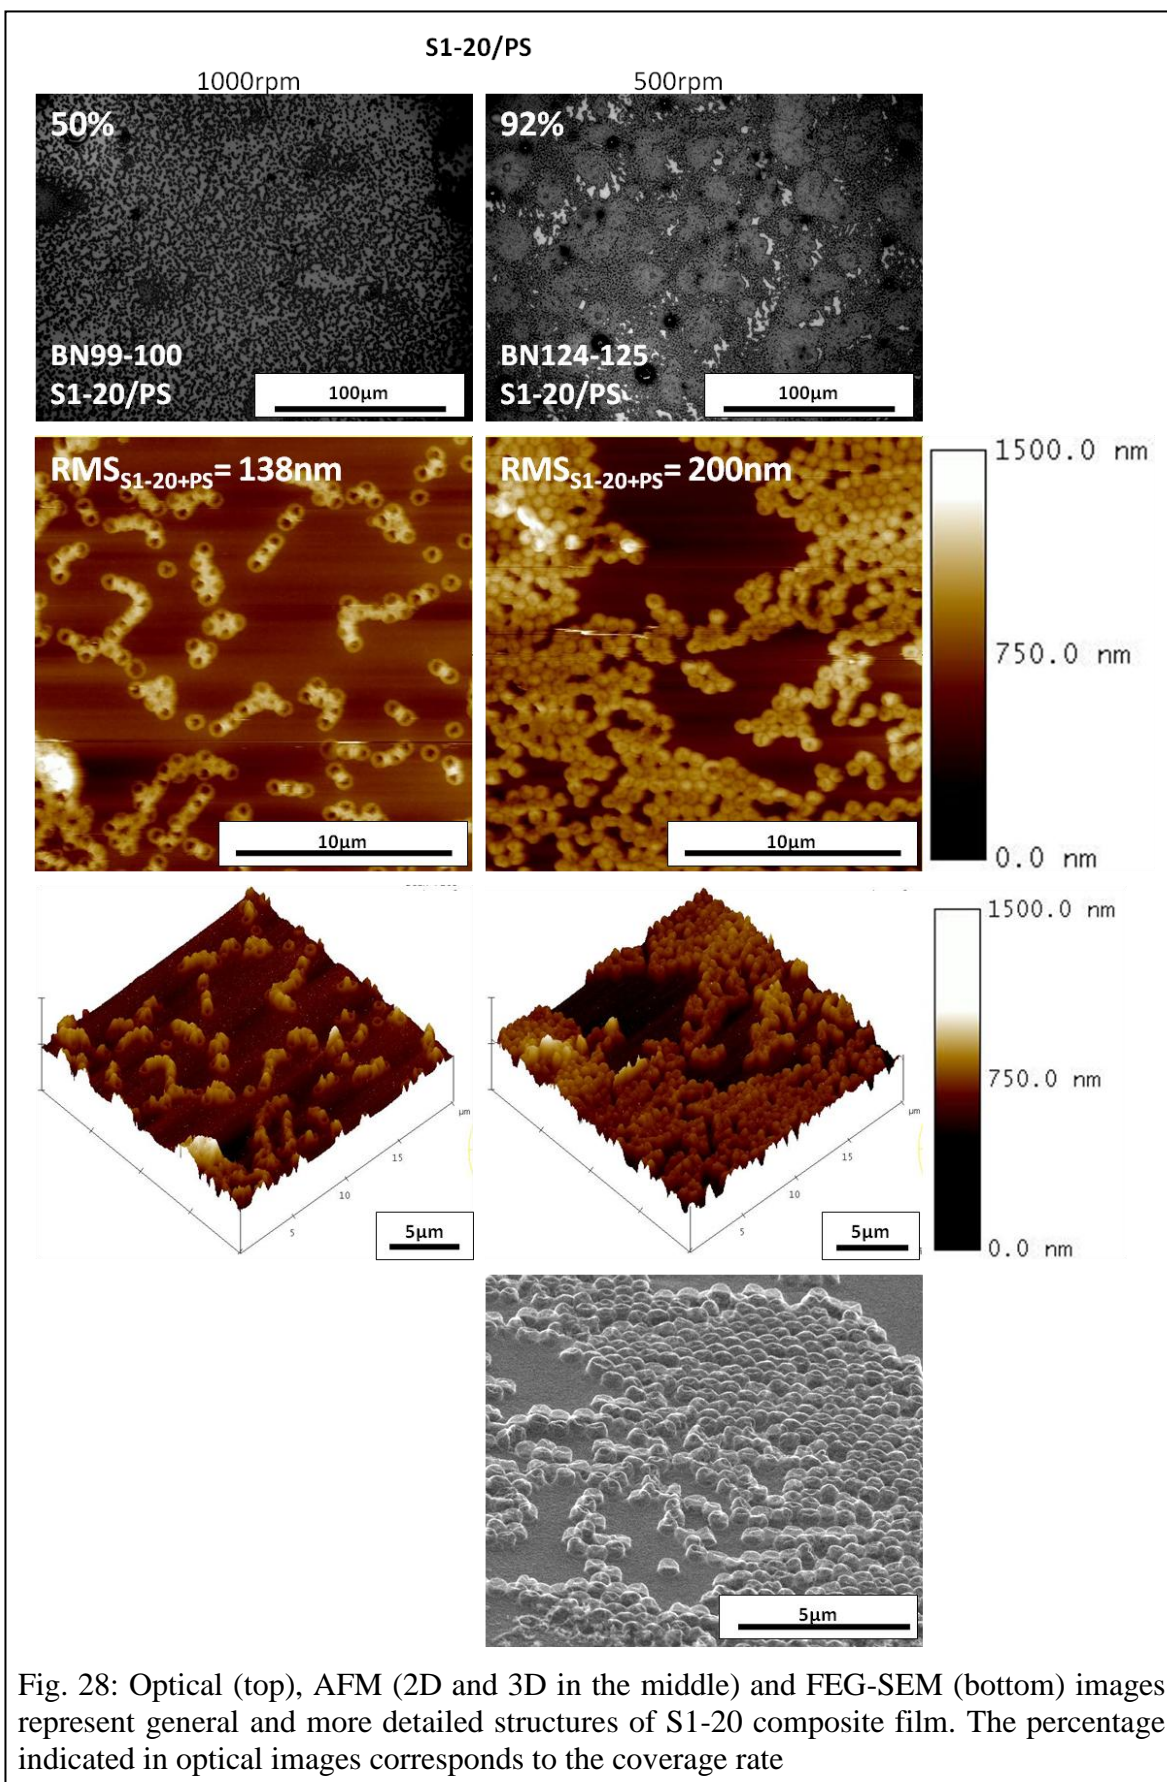 S1-20/PS
1000rpm 500rpm
50% 92%
BN99-100 BN124-125
S1-20/PS S1-20/PS
100µm 100µm
RMSS1-20+PS= 138nm RMSS1-20+PS= 200nm
1500.0 nm
750.0 nm
0.0 nm
10µm 10µm
1500.0 nm
750.0 nm
0.0 nm
µm µm
15 15
10 10
5 5
5µm 5µm
5µm
Fig. 28: Optical (top), AFM (2D and 3D in the middle) and FEG-SEM (bottom) images
represent general and more detailed structures of S1-20 composite film. The percentage
indicated in optical images corresponds to the coverage rate